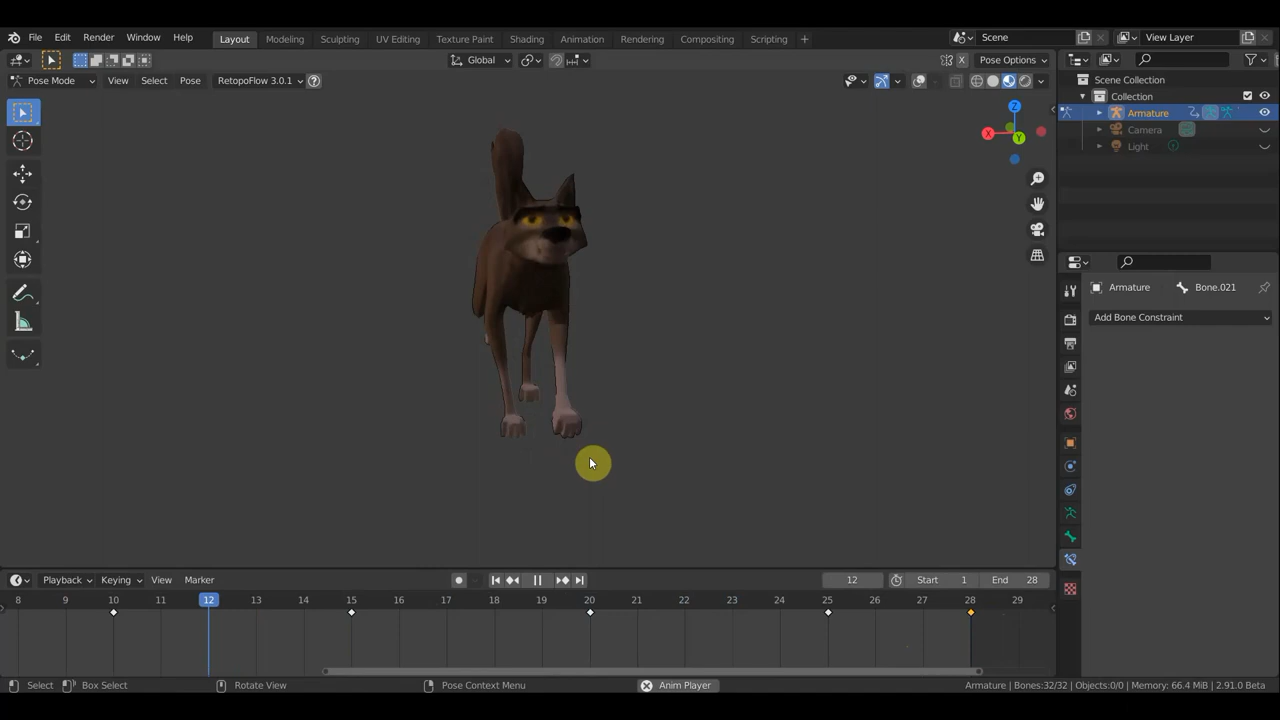 File Edit Render Window Help Layout Modeling Sculpting UV Editing Texture Paint Shading Animation Rendering Compositing Scripting + Scene View Layer
Global Pose Options
Pose Mode View Select Pose RetopoFlow 3.0.1
Scene Collection
Collection
Armature
Camera
Light
X Y Z
X
Armature Bone.021
Add Bone Constraint
Playback Keying View Marker 12 Start 1 End 28
8 9 10 11 12 13 14 15 16 17 18 19 20 21 22 23 24 25 26 27 28 29
Select Box Select Rotate View Pose Context Menu Anim Player Armature | Bones:32/32 | Objects:0/0 | Memory: 66.4 MiB | 2.91.0 Beta